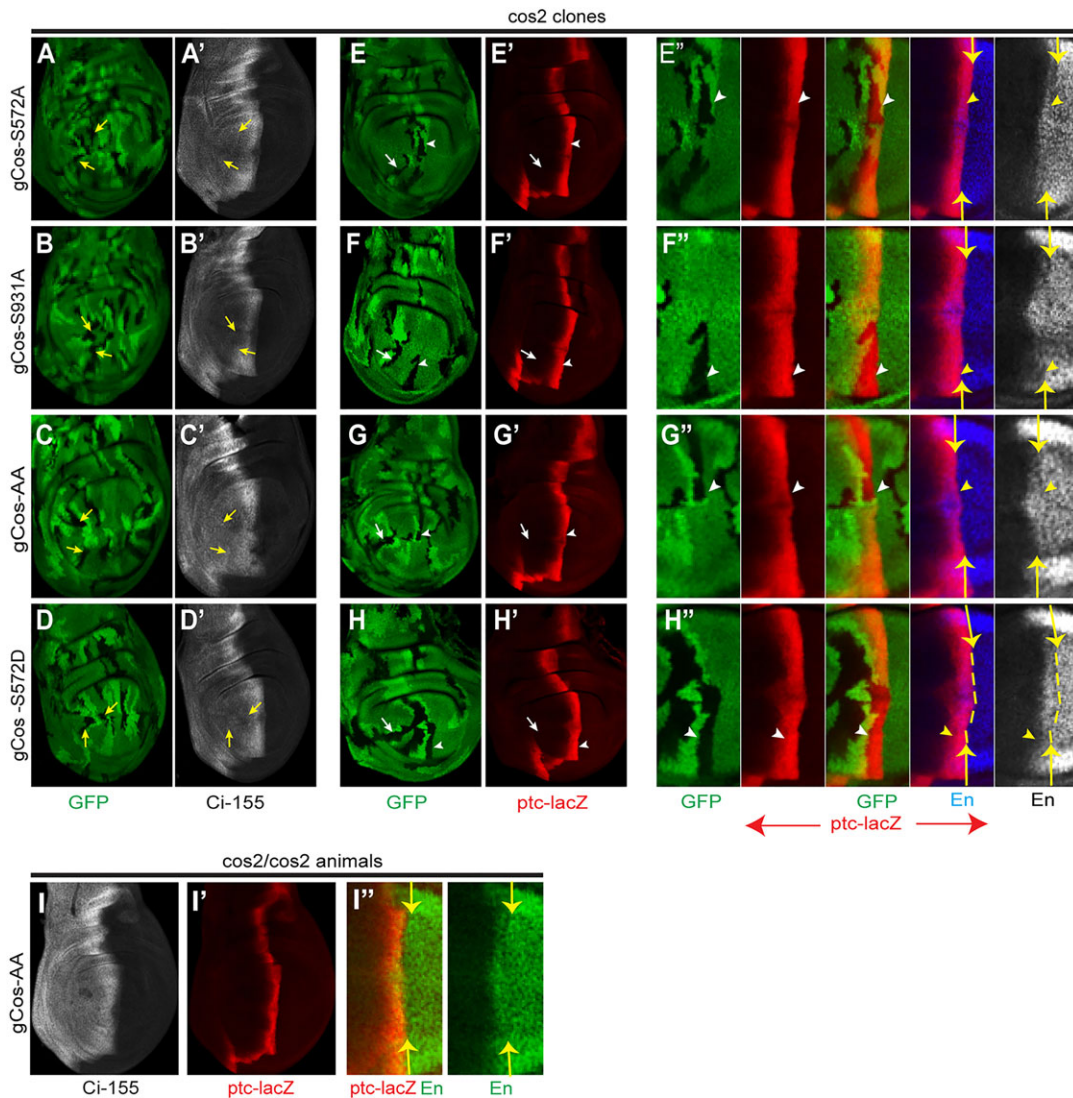 cos2 clones
gCos-S572A
A
A'
E
E'
E"
gCos-S931A
B
B'
F
F'
F"
gCos-AA
C
C'
G
G'
G"
gCos -S572D
D
D'
H
H'
H"
GFP
Ci-155
GFP
ptc-lacZ
GFP
GFP
En
En
ptc-lacZ
cos2/cos2 animals
gCos-AA
I
I'
I"
Ci-155
ptc-lacZ
ptc-lacZ En
En